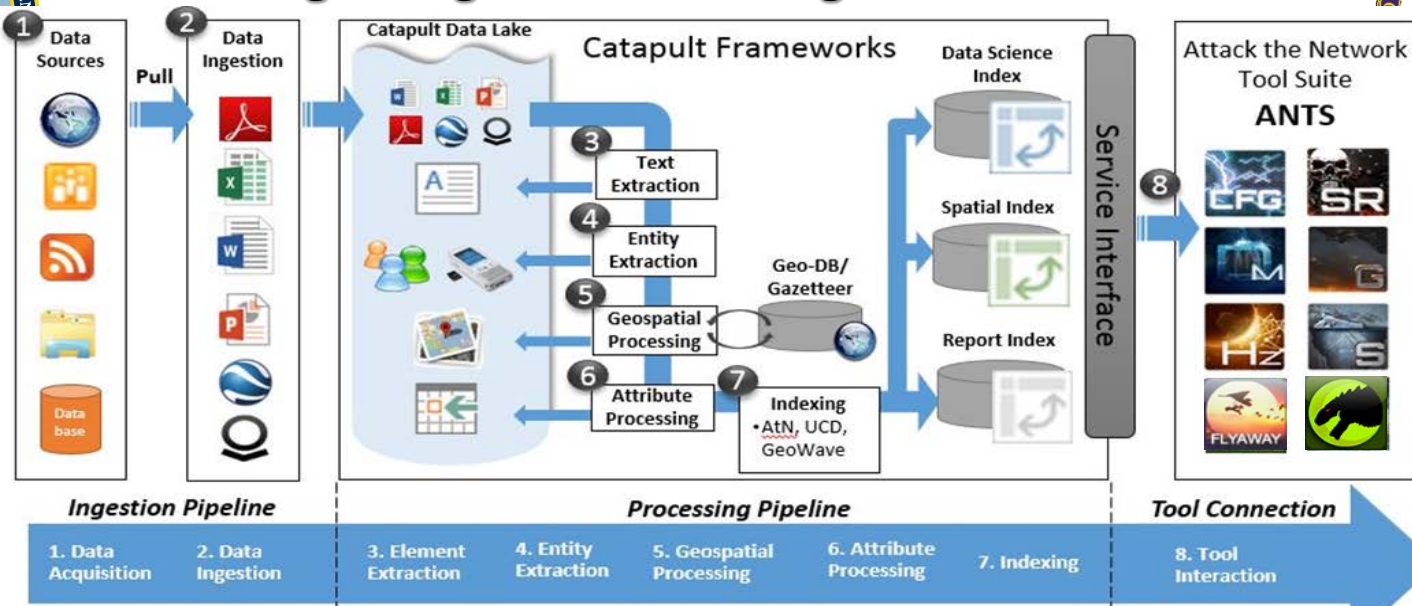 1
Data
Sources
Pull
2
Data
Ingestion
Data
base
Catapult Data Lake
Catapult Frameworks
3
Text
Extraction
4
Entity
Extraction
5
Geospatial
Processing
6
Attribute
Processing
Geo-DB/
Gazetteer
7
Indexing
•AtN, UCD,
GeoWave
Data Science
Index
Spatial Index
Report Index
Service Interface
8
Attack the Network
Tool Suite
ANTS
CFG
SR
M
G
HZ
S
FLYAWAY
Ingestion Pipeline
Processing Pipeline
Tool Connection
1. Data
Acquisition
2. Data
Ingestion
3. Element
Extraction
4. Entity
Extraction
5. Geospatial
Processing
6. Attribute
Processing
7. Indexing
8. Tool
Interaction